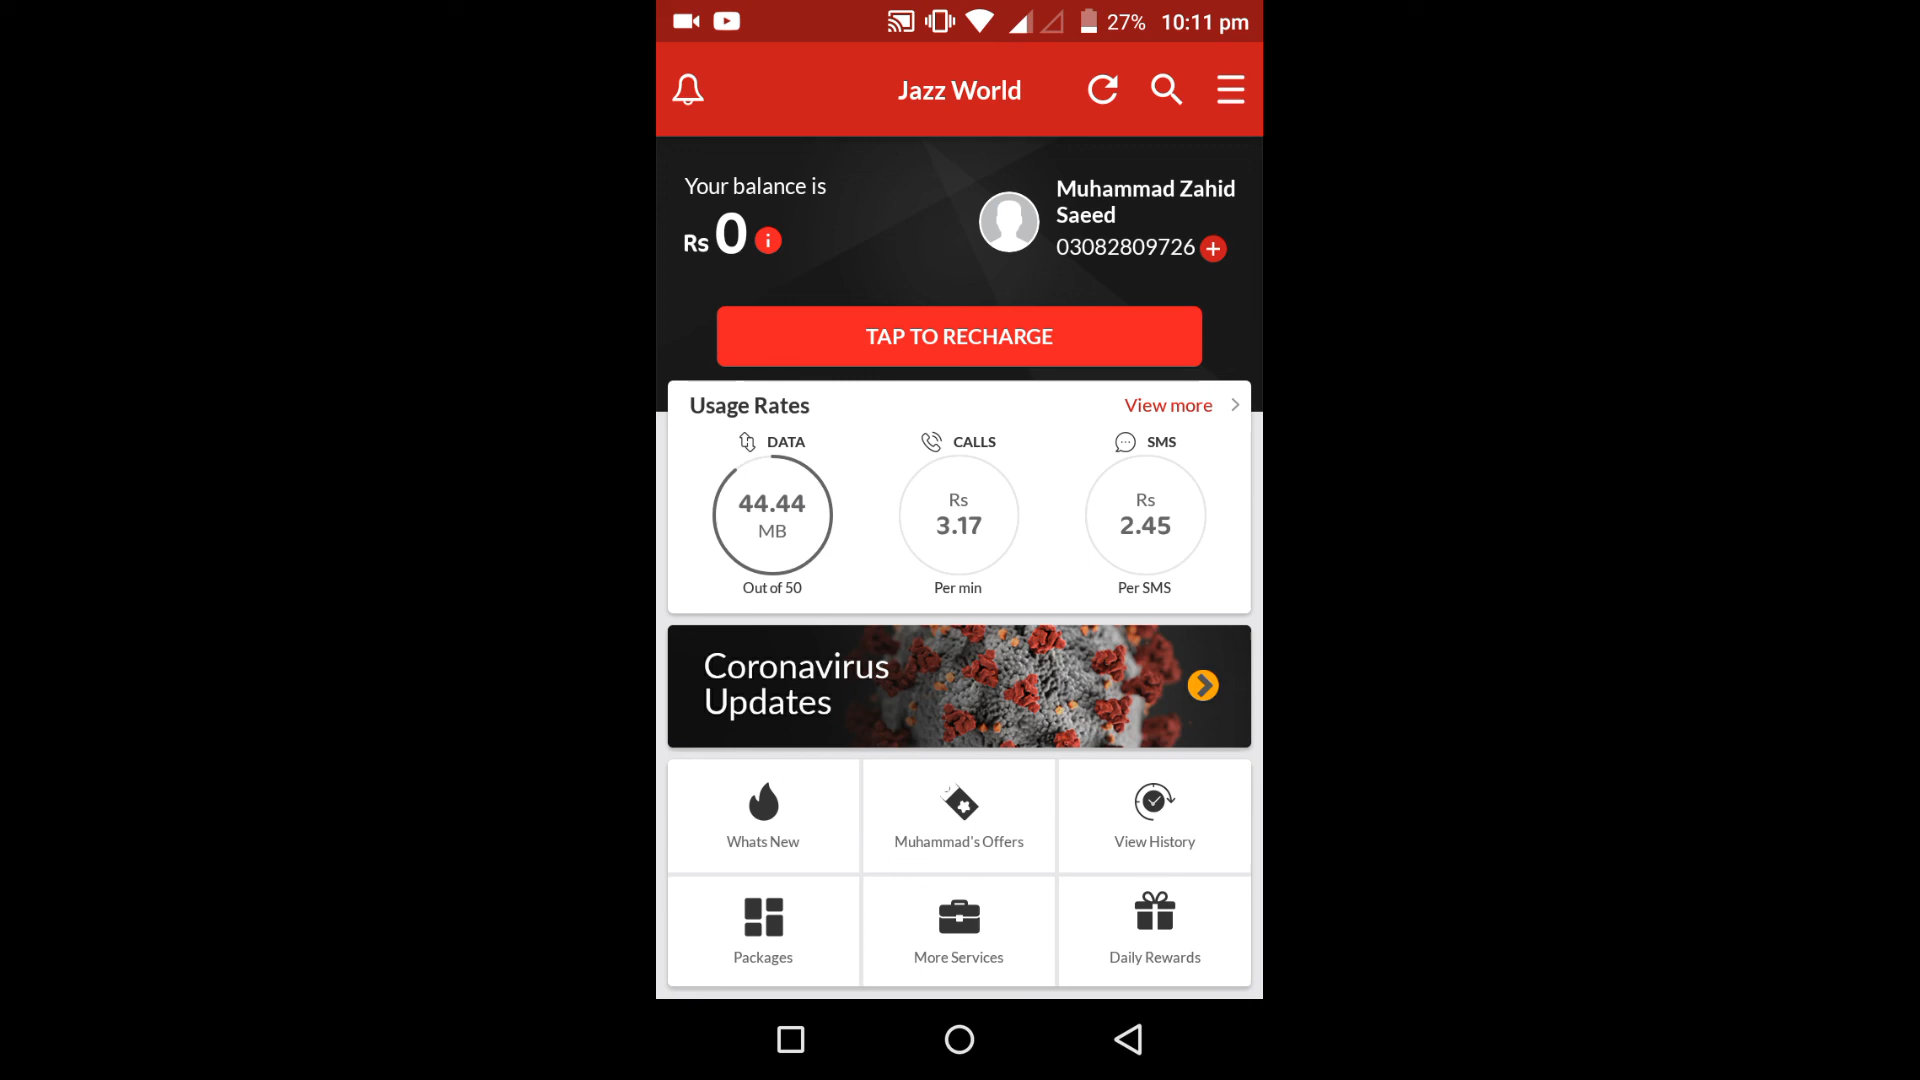 27% 10:11 pm
Jazz World
Your balance is
Rs 0 i
Muhammad Zahid
Saeed
03082809726 +
TAP TO RECHARGE
Usage Rates
View more
DATA
CALLS
SMS
44.44
MB
Out of 50
Rs
3.17
Per min
Rs
2.45
Per SMS
Coronavirus
Updates
Whats New
Muhammad's Offers
View History
Packages
More Services
Daily Rewards